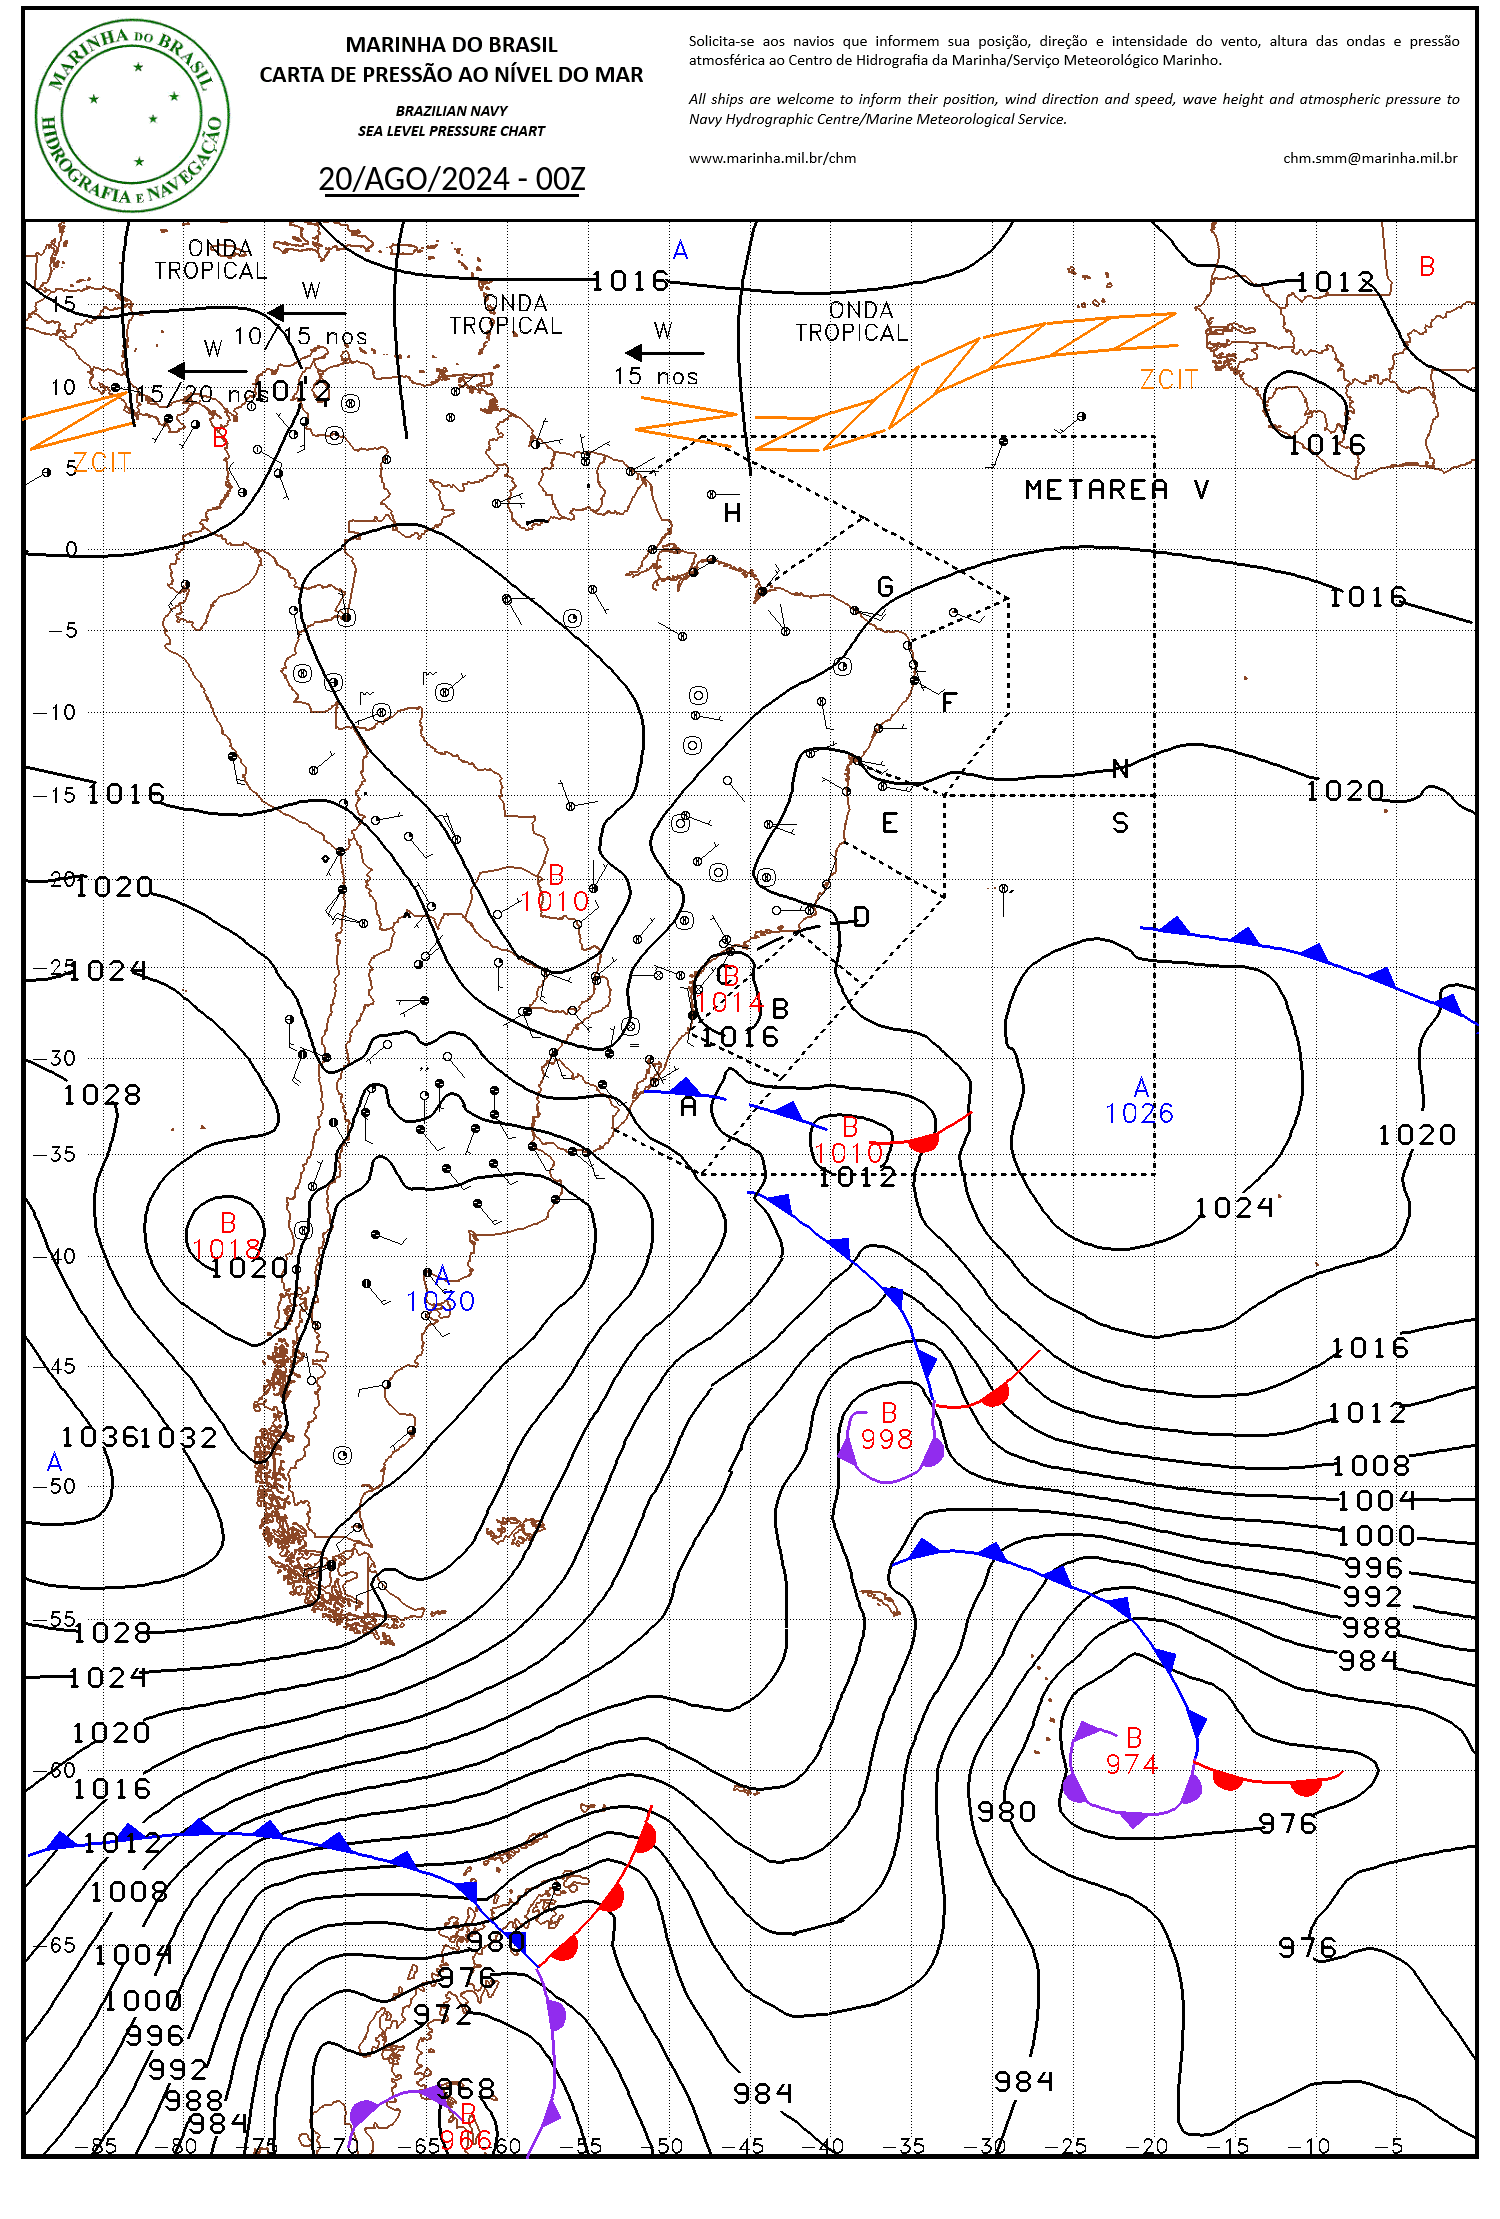 MARINHA DO BRASIL
HIDROGRAFIA E NAVEGAÇÃO
MARINHA DO BRASIL
CARTA DE PRESSÃO AO NÍVEL DO MAR
BRAZILIAN NAVY
SEA LEVEL PRESSURE CHART
20/AGO/2024 - 00Z
Solicita-se aos navios que informem sua posição, direção e intensidade do vento, altura das ondas e pressão
atmosférica ao Centro de Hidrografia da Marinha/Serviço Meteorológico Marinho.
All ships are welcome to inform their position, wind direction and speed, wave height and atmospheric pressure to
Navy Hydrographic Centre/Marine Meteorological Service.
www.marinha.mil.br/chm chm.smm@marinha.mil.br
ONDA
TROPICAL
A
B
1016
1012
W
15
ONDA
TROPICAL
ONDA
TROPICAL
10/15 nos
W
W
15 nos
ZCIT
10
15/20 nos
1012
B
1016
ZCIT
5
METAREA V
H
0
G
1016
-5
F
-10
N
-15
1016
1020
E
S
B
1010
-20
1020
D
-25
1024
C
B
1014
B
1016
-30
1028
A
A
1026
B
1010
1012
1020
-35
1024
B
1018
1020
-40
A
1030
1016
-45
1012
B
998
1036
1032
A
1008
-50
1004
1000
996
992
988
984
-55
1028
1024
1020
B
974
-60
1016
980
976
1012
1008
980
976
-65
1004
976
1000
972
996
992
988
984
968
B
966
984
984
-85 -80 -75 -70 -65 -60 -55 -50 -45 -40 -35 -30 -25 -20 -15 -10 -5